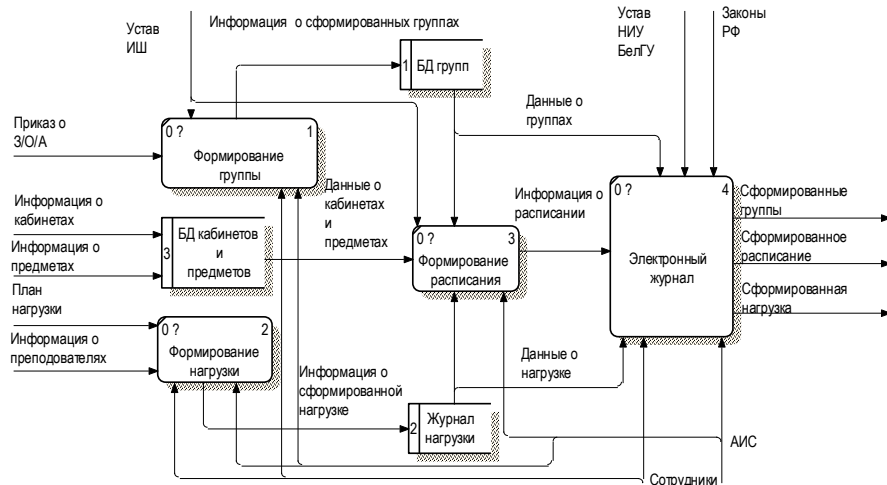 Информация о сформированных группах
Устав
ИШ
Устав
НИУ
БелГУ
Законы
РФ
1
БД групп
Данные о
группах
Приказ о
З/О/А
0 ?
1
Формирование
группы
Информация о
кабинетах
Информация о
предметах
3
БД кабинетов
и
предметов
Данные о
кабинетах
и
предметах
0 ?
3
Формирование
расписания
Информация о
расписании
0 ?
4
Электронный
журнал
Сформированные
группы
Сформированное
расписание
Сформированная
нагрузка
План
нагрузки
Информация о
преподователях
0 ?
2
Формирование
нагрузки
Информация о
сформированной
нагрузке
2
Журнал
нагрузки
Данные о
нагрузке
АИС
Сотрудники